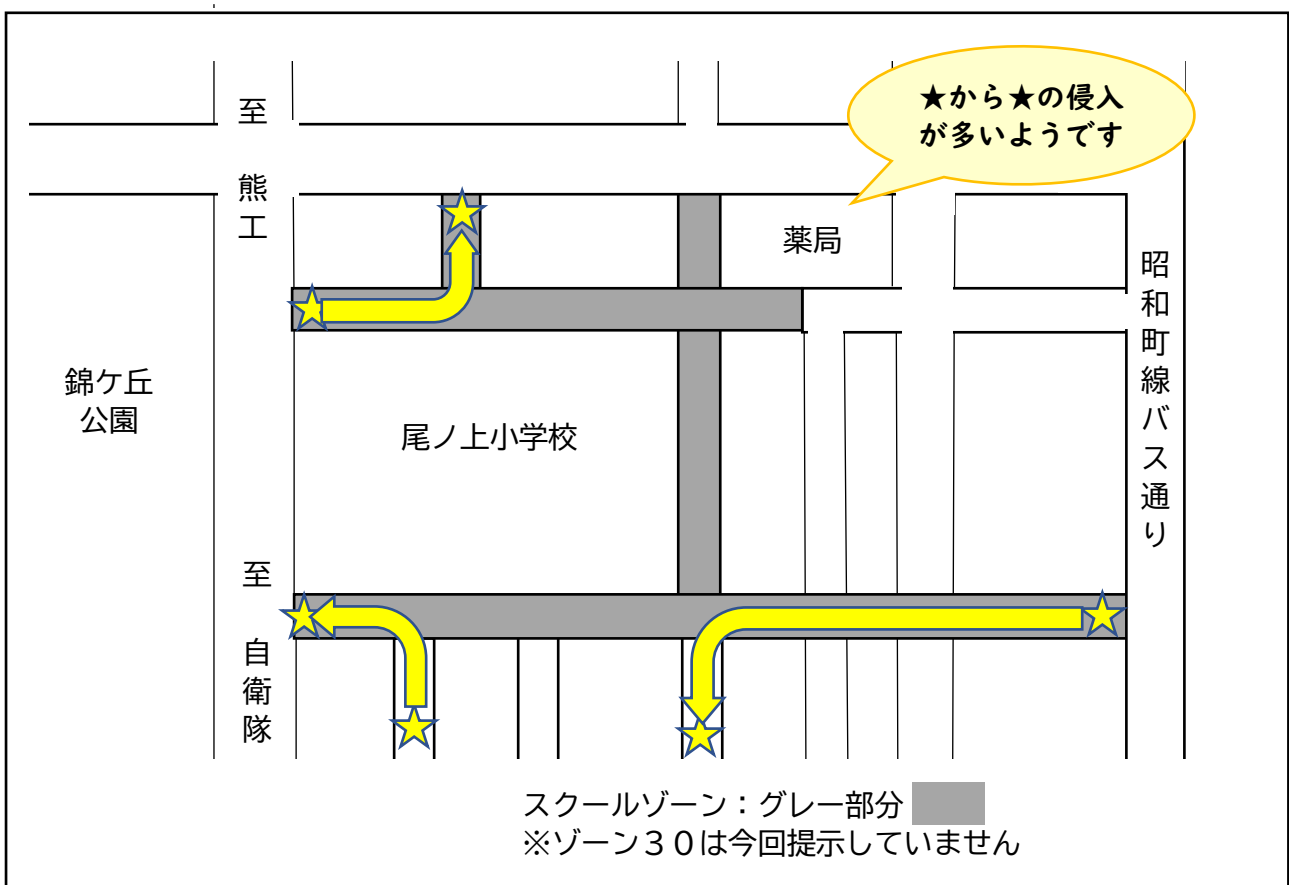 ★から★の侵入
が多いようです
至熊工
薬局
昭和町線バス通り
錦ケ丘
公園
尾ノ上小学校
至自衛隊
スクールゾーン：グレー部分
※ゾーン３０は今回提示していません